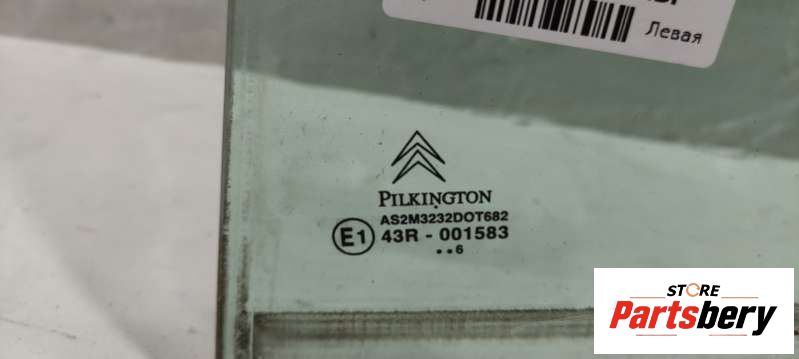 Левая
PILKINGTON
AS2M3232DOT682
E1 43R - 001583
..6
STORE
Partsbery